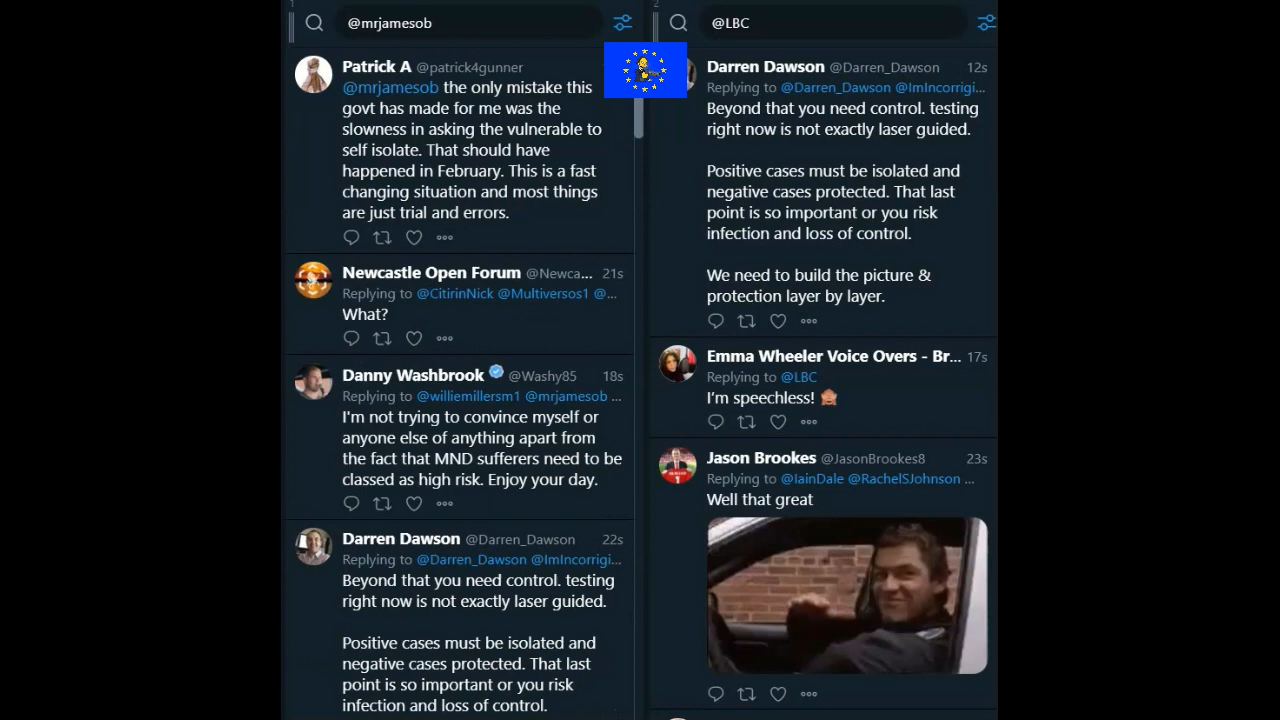 1
@mrjamesob
Patrick A @patrick4gunner
@mrjamesob the only mistake this
govt has made for me was the
slowness in asking the vulnerable to
self isolate. That should have
happened in February. This is a fast
changing situation and most things
are just trial and errors.
Newcastle Open Forum @Newca... 21s
Replying to @CitirinNick @Multiversos1 @...
What?
Danny Washbrook @Washy85 18s
Replying to @williemillersm1 @mrjamesob ...
I'm not trying to convince myself or
anyone else of anything apart from
the fact that MND sufferers need to be
classed as high risk. Enjoy your day.
Darren Dawson @Darren_Dawson 22s
Replying to @Darren_Dawson @ImIncorrigi...
Beyond that you need control. testing
right now is not exactly laser guided.
Positive cases must be isolated and
negative cases protected. That last
point is so important or you risk
infection and loss of control.
2
@LBC
Darren Dawson @Darren_Dawson 12s
Replying to @Darren_Dawson @ImIncorrigi...
Beyond that you need control. testing
right now is not exactly laser guided.
Positive cases must be isolated and
negative cases protected. That last
point is so important or you risk
infection and loss of control.
We need to build the picture &
protection layer by layer.
Emma Wheeler Voice Overs - Br... 17s
Replying to @LBC
I'm speechless! 🙈
Jason Brookes @JasonBrookes8 23s
Replying to @IainDale @RachelSJohnson ...
Well that great